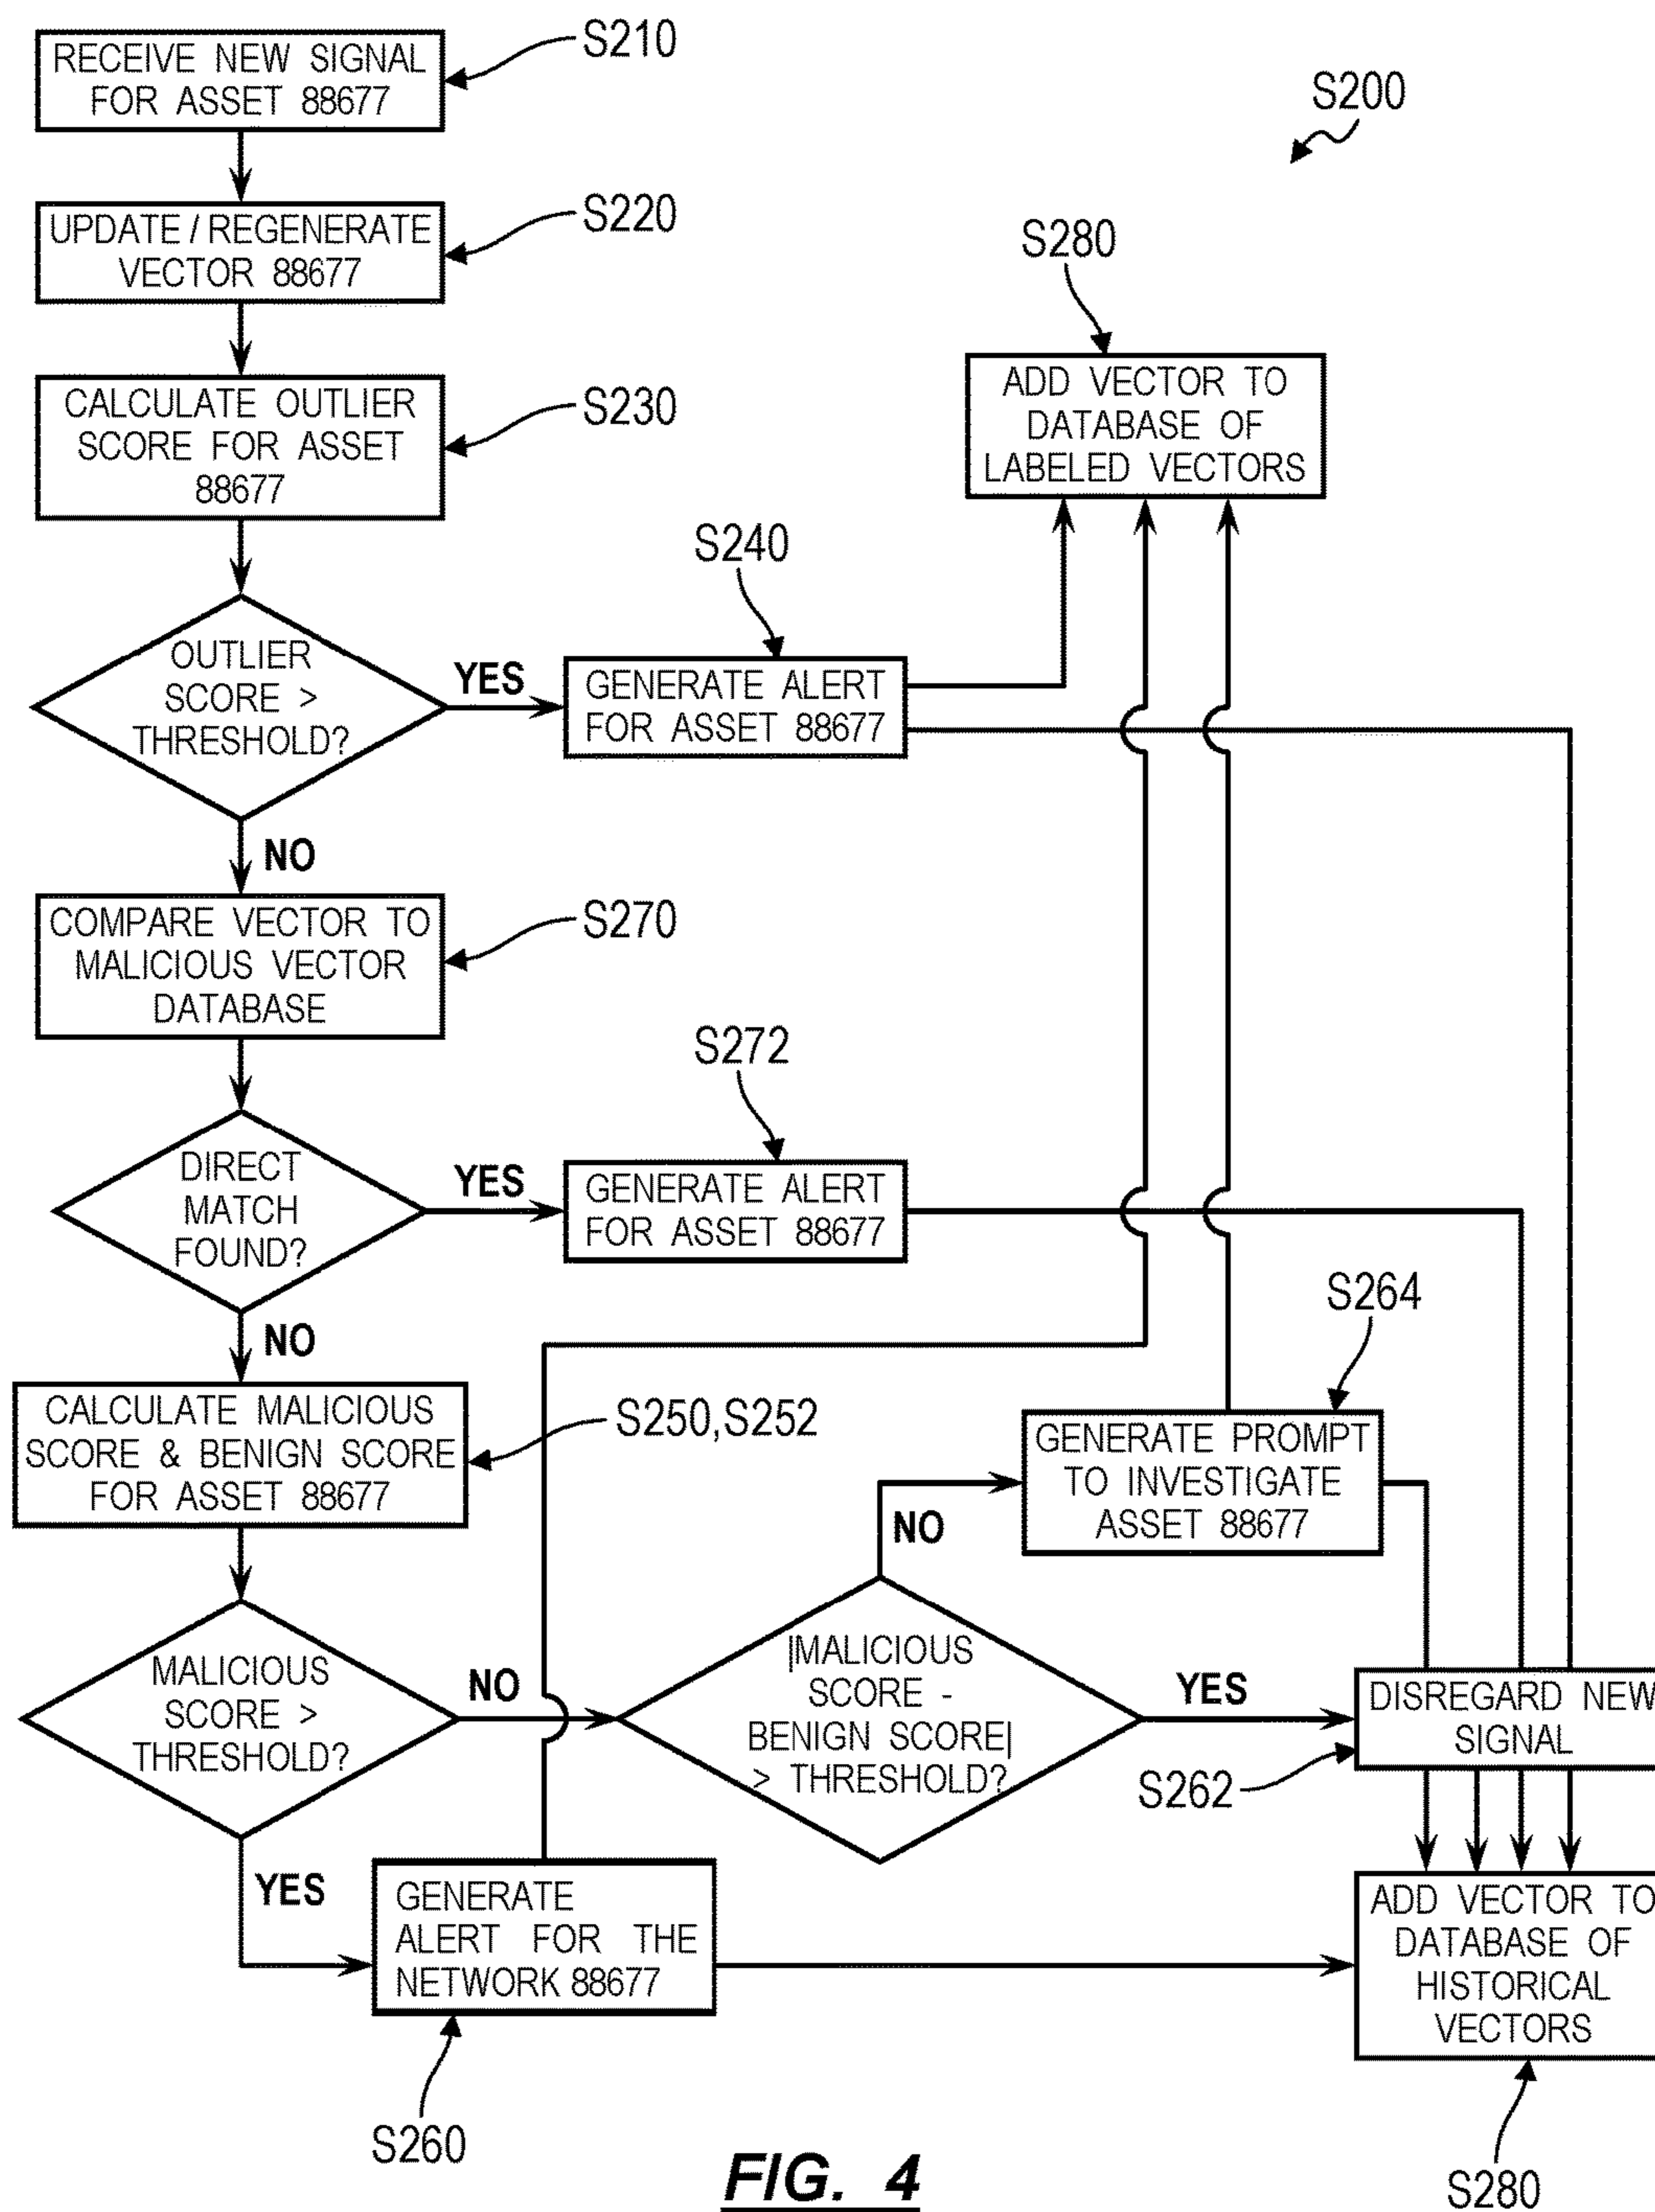 RECEIVE NEW SIGNAL
FOR ASSET 88677
S210
S200
UPDATE / REGENERATE
VECTOR 88677
S220
S280
ADD VECTOR TO
DATABASE OF
LABELED VECTORS
CALCULATE OUTLIER
SCORE FOR ASSET
88677
S230
S240
OUTLIER
SCORE >
THRESHOLD?
YES
GENERATE ALERT
FOR ASSET 88677
NO
COMPARE VECTOR TO
MALICIOUS VECTOR
DATABASE
S270
S272
DIRECT
MATCH
FOUND?
YES
GENERATE ALERT
FOR ASSET 88677
NO
S264
CALCULATE MALICIOUS
SCORE & BENIGN SCORE
FOR ASSET 88677
S250,S252
GENERATE PROMPT
TO INVESTIGATE
ASSET 88677
NO
MALICIOUS
SCORE >
THRESHOLD?
NO
|MALICIOUS
SCORE -
BENIGN SCORE|
> THRESHOLD?
YES
DISREGARD NEW
SIGNAL
S262
YES
GENERATE
ALERT FOR THE
NETWORK 88677
S260
ADD VECTOR TO
DATABASE OF
HISTORICAL
VECTORS
S280
FIG. 4